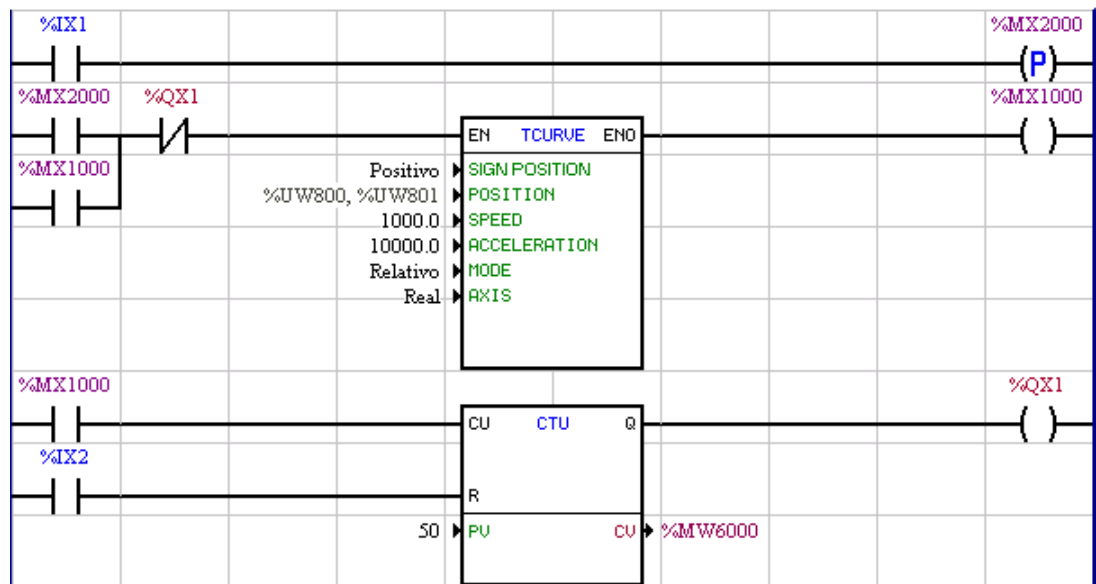 %IX1 %MX2000
(P)
%MX2000 %QX1 %MX1000
EN TCURVE ENO
%MX1000
Positivo SIGN POSITION
%UW800, %UW801 POSITION
1000.0 SPEED
10000.0 ACCELERATION
Relativo MODE
Real AXIS
%MX1000 %QX1
CU CTU Q
%IX2
R
50 PV CV %MW6000